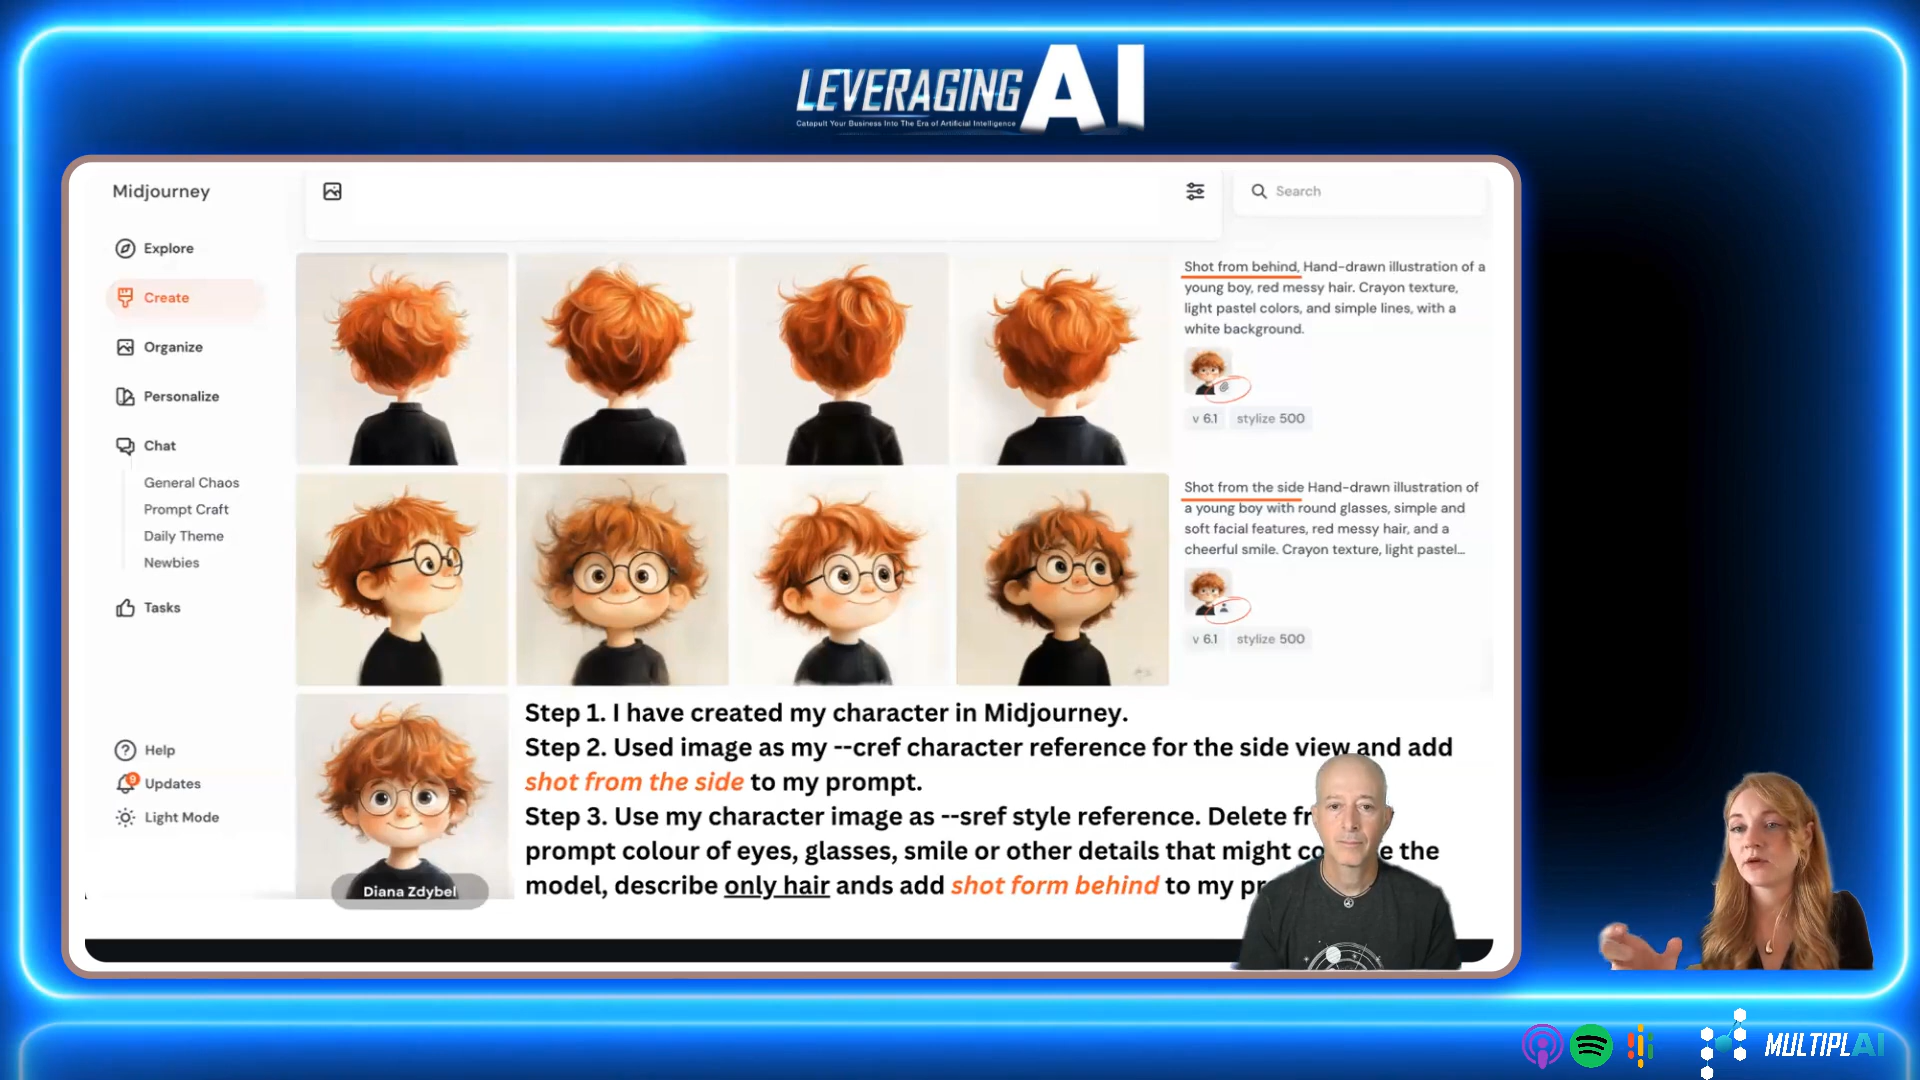 LEVERAGING AI
Catapult Your Business Into The Era of Artificial Intelligence
Midjourney
Search
Explore
Create
Organize
Personalize
Chat
General Chaos
Prompt Craft
Daily Theme
Newbies
Tasks
Help
9
Updates
Light Mode
Shot from behind, Hand-drawn illustration of a
young boy, red messy hair. Crayon texture,
light pastel colors, and simple lines, with a
white background.
v 6.1 stylize 500
Shot from the side Hand-drawn illustration of
a young boy with round glasses, simple and
soft facial features, red messy hair, and a
cheerful smile. Crayon texture, light pastel...
v 6.1 stylize 500
Step 1. I have created my character in Midjourney.
Step 2. Used image as my --cref character reference for the side view and add
shot from the side to my prompt.
Step 3. Use my character image as --sref style reference. Delete
prompt colour of eyes, glasses, smile or other details that might the
model, describe only hair ands add shot form behind to my
Diana Zdybel
MULTIPLAI